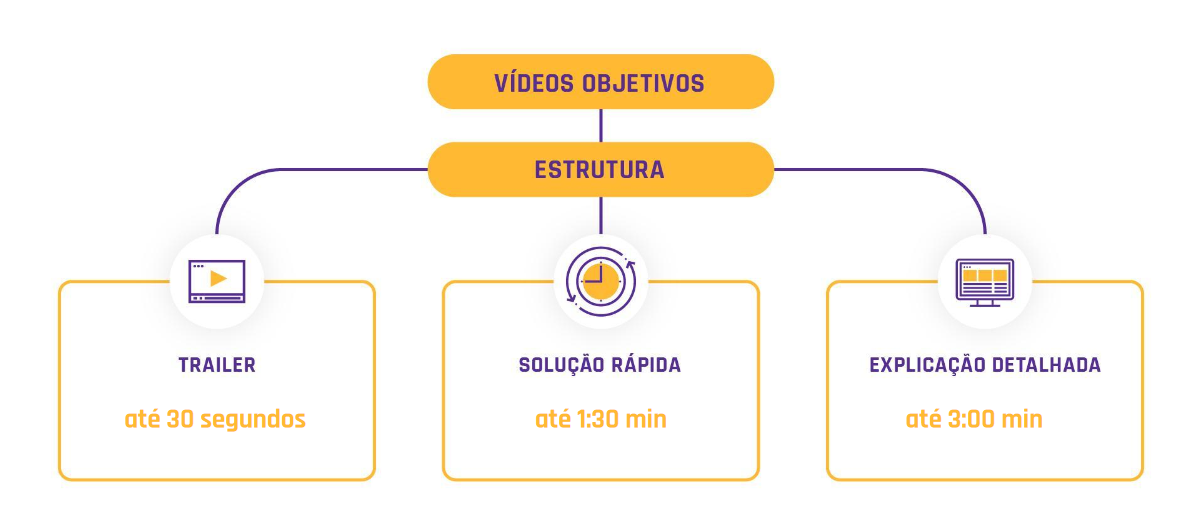 VÍDEOS OBJETIVOS
ESTRUTURA
TRAILER
até 30 segundos
SOLUÇÃO RÁPIDA
até 1:30 min
EXPLICAÇÃO DETALHADA
até 3:00 min